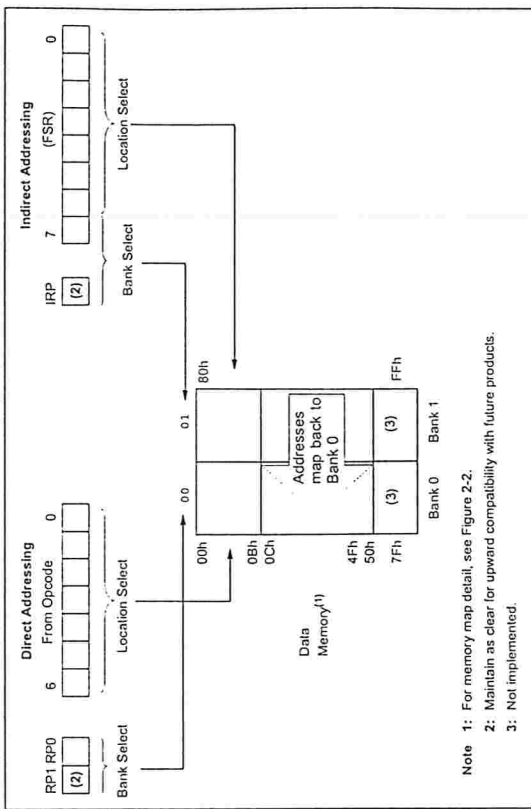 Direct Addressing
RP1 RP0
6
From Opcode
0
(2)
Bank Select
Location Select
Indirect Addressing
IRP
7
(FSR)
0
(2)
Bank Select
Location Select
00
01
00h
80h
0Bh
0Ch
Data
Memory(1)
Addresses
map back to
Bank 0
4Fh
50h
(3)
(3)
7Fh
FFh
Bank 0
Bank 1
Note 1: For memory map detail, see Figure 2-2.
2: Maintain as clear for upward compatibility with future products.
3: Not implemented.